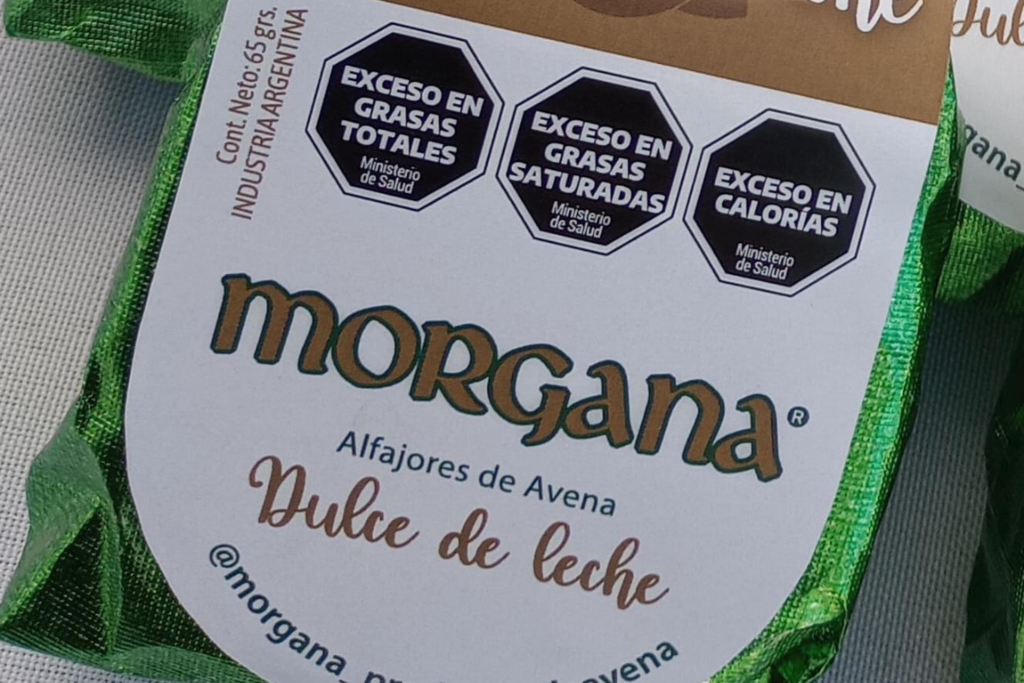 Cont. Neto: 65 grs.
INDUSTRIA ARGENTINA
EXCESO EN
GRASAS
TOTALES
Ministerio
de Salud
EXCESO EN
GRASAS
SATURADAS
Ministerio
de Salud
EXCESO EN
CALORÍAS
Ministerio
de Salud
MORGANA®
Alfajores de Avena
Dulce de leche
@morgana_
avena